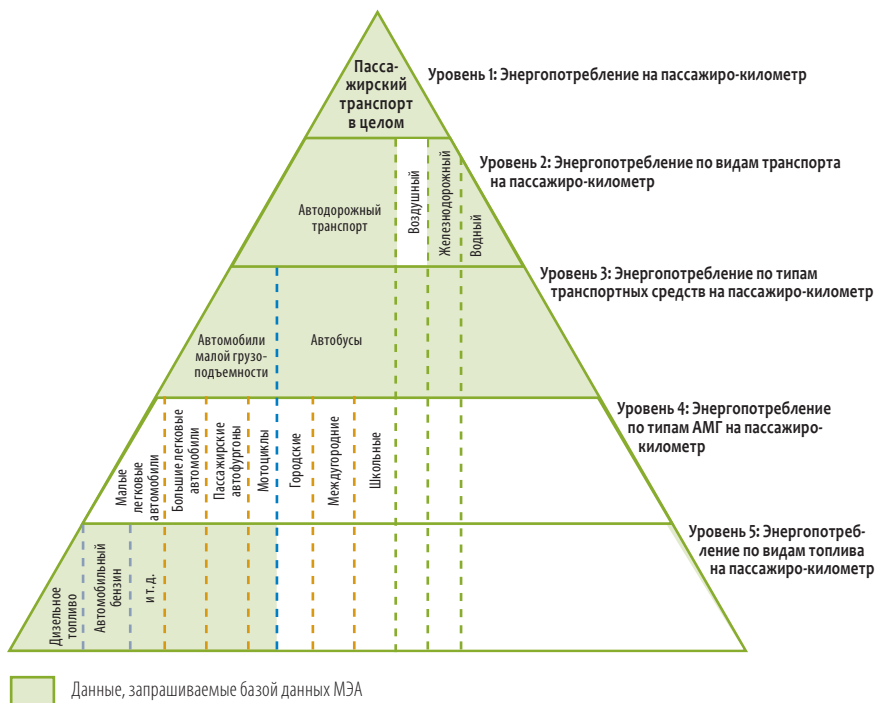 Пасса-
жирский
транспорт
в целом
Уровень 1: Энергопотребление на пассажиро-километр
Уровень 2: Энергопотребление по видам транспорта
на пассажиро-километр
Автодорожный
транспорт
Воздушный
Железнодорожный
Водный
Уровень 3: Энергопотребление по типам
транспортных средств на пассажиро-километр
Автомобили
малой грузо-
подъемности
Автобусы
Уровень 4: Энергопотребление
по типам АМГ на пассажиро-
километр
Малые
легковые
автомобили
Большие легковые
автомобили
Пассажирские
автофургоны
Мотоциклы
Городские
Междугородние
Школьные
Уровень 5: Энергопотреб-
ление по видам топлива
на пассажиро-километр
Дизельное
топливо
Автомобильный
бензин
и т. д.
Данные, запрашиваемые базой данных МЭА